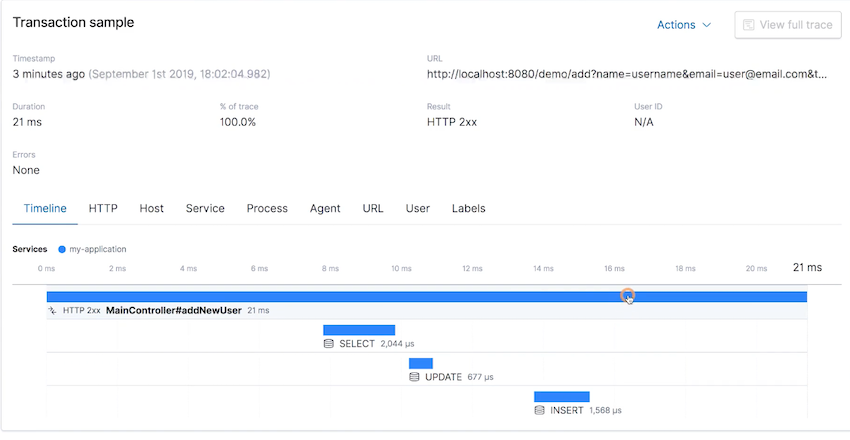 Transaction sample
Actions
View full trace
Timestamp
URL
3 minutes ago (September 1st 2019, 18:02:04.982)
http://localhost:8080/demo/add?name=username&email=user@email.com&t...
Duration
% of trace
Result
User ID
21 ms
100.0%
HTTP 2xx
N/A
Errors
None
Timeline HTTP Host Service Process Agent URL User Labels
Services my-application
0 ms 2 ms 4 ms 6 ms 8 ms 10 ms 12 ms 14 ms 16 ms 18 ms 20 ms 21 ms
HTTP 2xx MainController#addNewUser 21 ms
SELECT 2,044 μs
UPDATE 677 μs
INSERT 1,568 μs